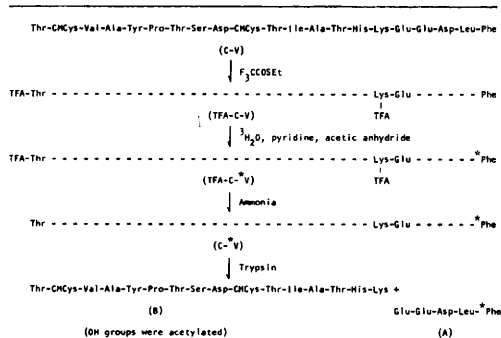 Thr-CMCys-Val-Ala-Tyr-Pro-Thr-Ser-Asp-CMCys-Thr-Ile-Ala-Thr-His-Lys-Glu-Glu-Asp-Leu-Phe
(C-V)
F3CCOSEt
TFA-Thr - - - - - - - - - - - - - - - - - - - - - - - Lys-Glu - - - - - - - Phe
(TFA-C-V) TFA
3H2O, pyridine, acetic anhydride
TFA-Thr - - - - - - - - - - - - - - - - - - - - - - - Lys-Glu - - - - - - - *Phe
(TFA-C-*V) TFA
Ammonia
Thr - - - - - - - - - - - - - - - - - - - - - - - Lys-Glu - - - - - - - *Phe
(C-*V)
Trypsin
Thr-CMCys-Val-Ala-Tyr-Pro-Thr-Ser-Asp-CMCys-Thr-Ile-Ala-Thr-His-Lys +
(B) Glu-Glu-Asp-Leu-*Phe
(OH groups were acetylated) (A)